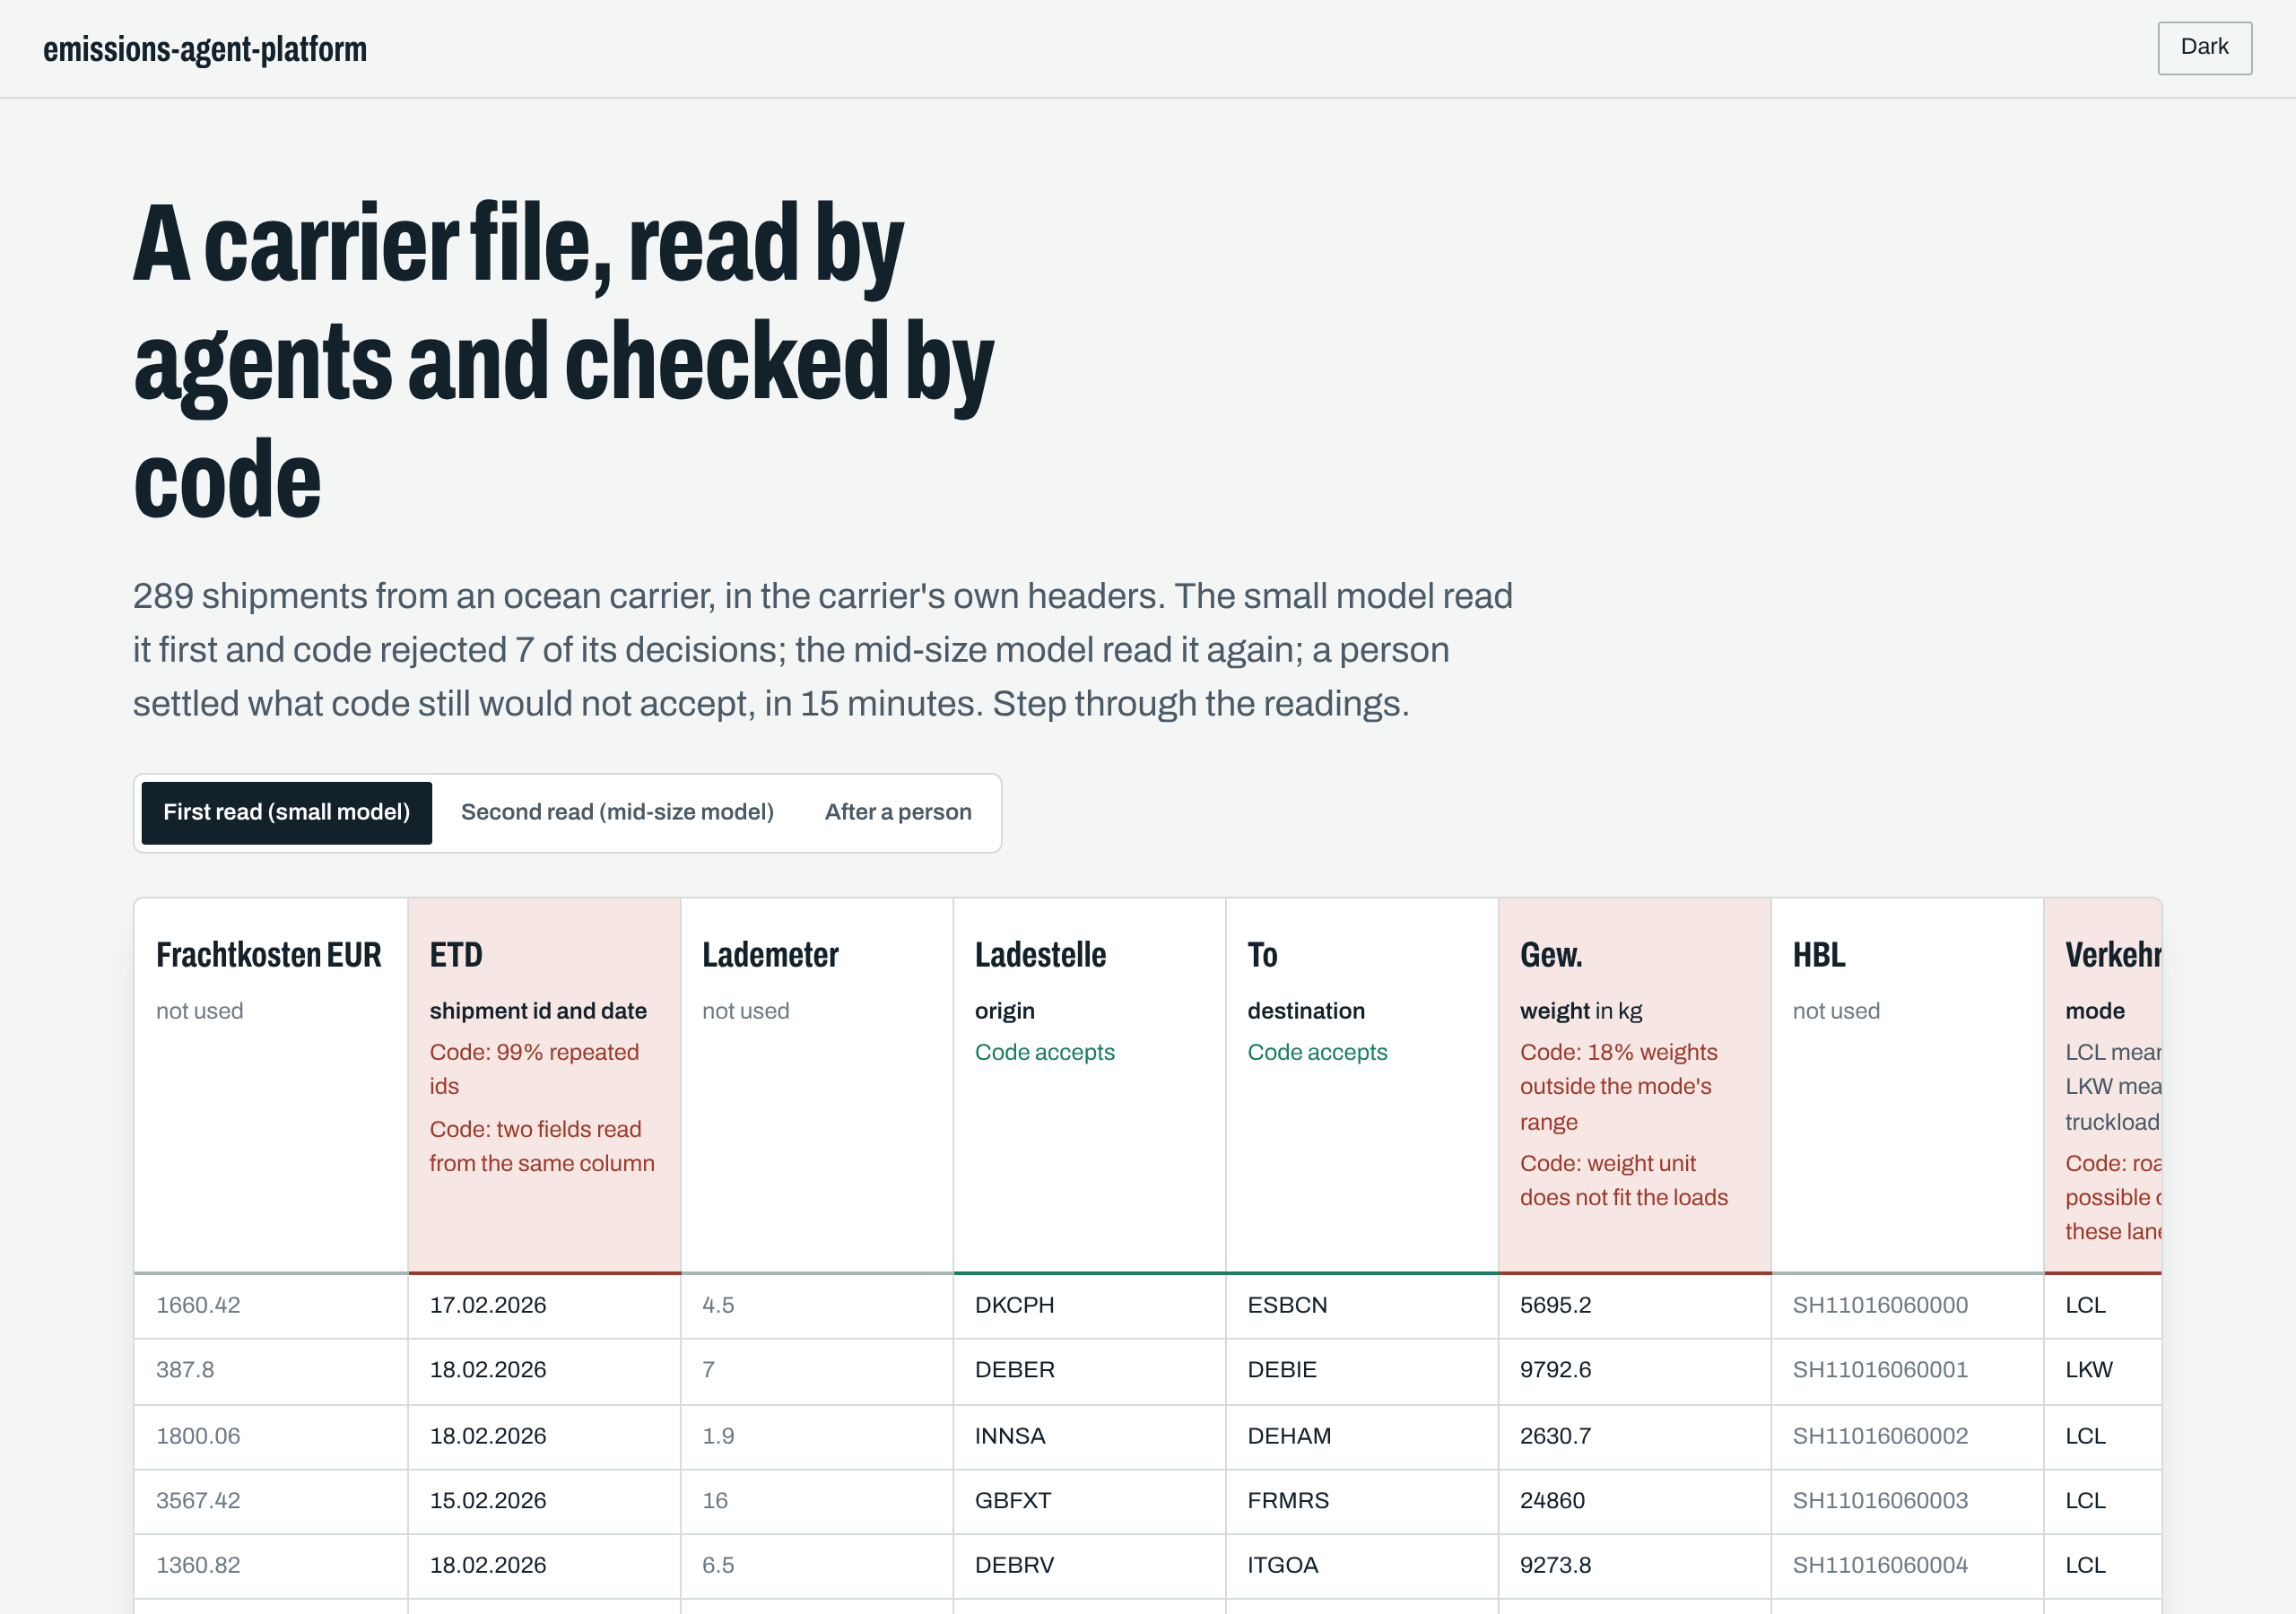 emissions-agent-platform
Dark
A carrier file, read by
agents and checked by
code
289 shipments from an ocean carrier, in the carrier's own headers. The small model read
it first and code rejected 7 of its decisions; the mid-size model read it again; a person
settled what code still would not accept, in 15 minutes. Step through the readings.
First read (small model)
Second read (mid-size model)
After a person
Frachtkosten EUR
not used
ETD
shipment id and date
Code: 99% repeated
ids
Code: two fields read
from the same column
Lademeter
not used
Ladestelle
origin
Code accepts
To
destination
Code accepts
Gew.
weight in kg
Code: 18% weights
outside the mode's
range
Code: weight unit
does not fit the loads
HBL
not used
Verkehr
mode
LCL
LKW
truckload
Code:
possible
these
1660.42 17.02.2026 4.5 DKCPH ESBCN 5695.2 SH11016060000 LCL
387.8 18.02.2026 7 DEBER DEBIE 9792.6 SH11016060001 LKW
1800.06 18.02.2026 1.9 INNSA DEHAM 2630.7 SH11016060002 LCL
3567.42 15.02.2026 16 GBFXT FRMRS 24860 SH11016060003 LCL
1360.82 18.02.2026 6.5 DEBRV ITGOA 9273.8 SH11016060004 LCL